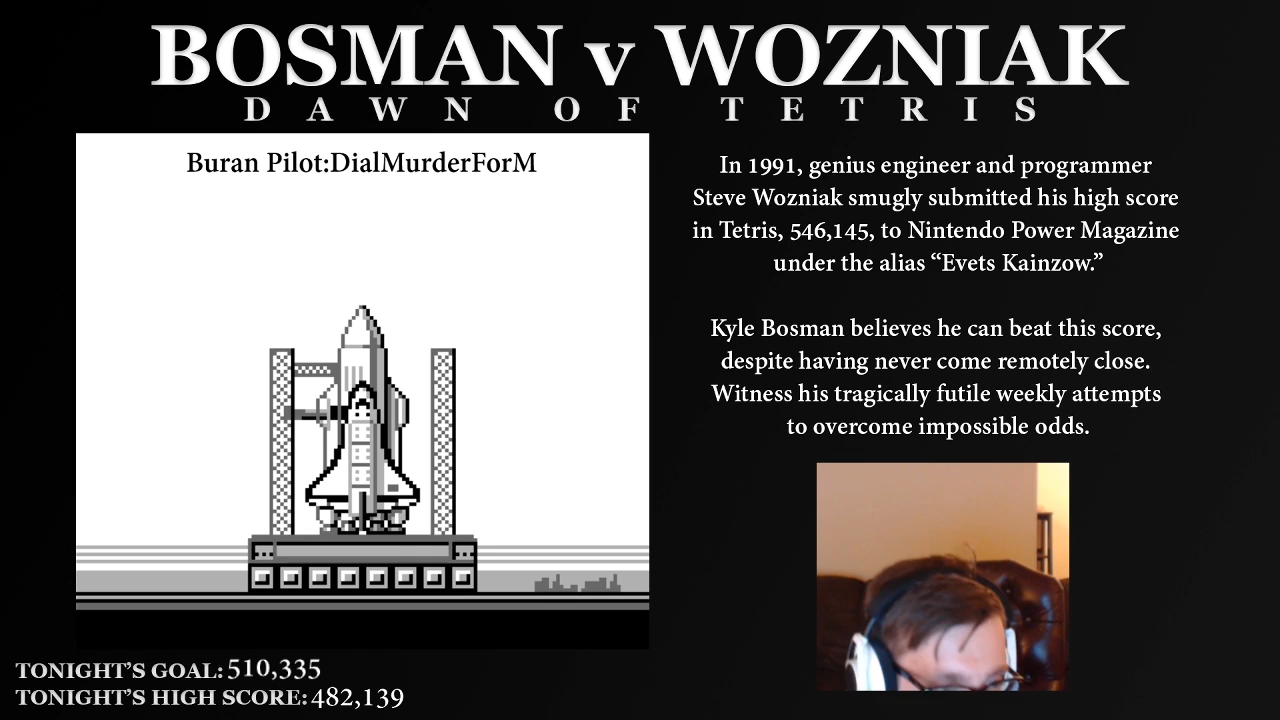 BOSMAN v WOZNIAK
DAWN OF TETRIS
Buran Pilot:DialMurderForM
In 1991, genius engineer and programmer
Steve Wozniak smugly submitted his high score
in Tetris, 546,145, to Nintendo Power Magazine
under the alias “Evets Kainzow.”
Kyle Bosman believes he can beat this score,
despite having never come remotely close.
Witness his tragically futile weekly attempts
to overcome impossible odds.
TONIGHT’S GOAL: 510,335
TONIGHT’S HIGH SCORE: 482,139